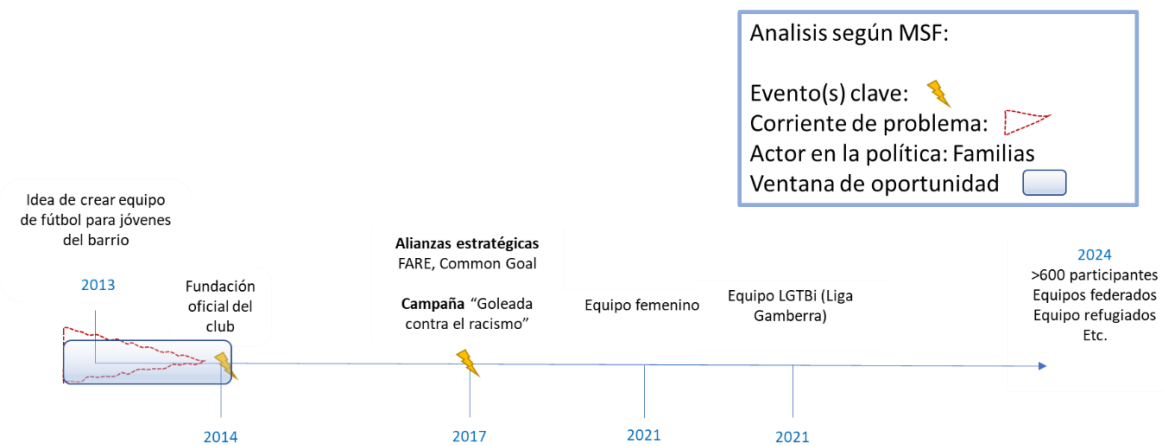 Analisis según MSF:
Evento(s) clave:
Corriente de problema:
Actor en la política: Familias
Ventana de oportunidad
Idea de crear equipo
de fútbol para jóvenes
del barrio
2013
Fundación
oficial del
club
2014
Alianzas estratégicas
FARE, Common Goal
Campaña “Goleada
contra el racismo”
2017
Equipo femenino
2021
Equipo LGTBi (Liga
Gamberra)
2021
2024
>600 participantes
Equipos federados
Equipo refugiados
Etc.